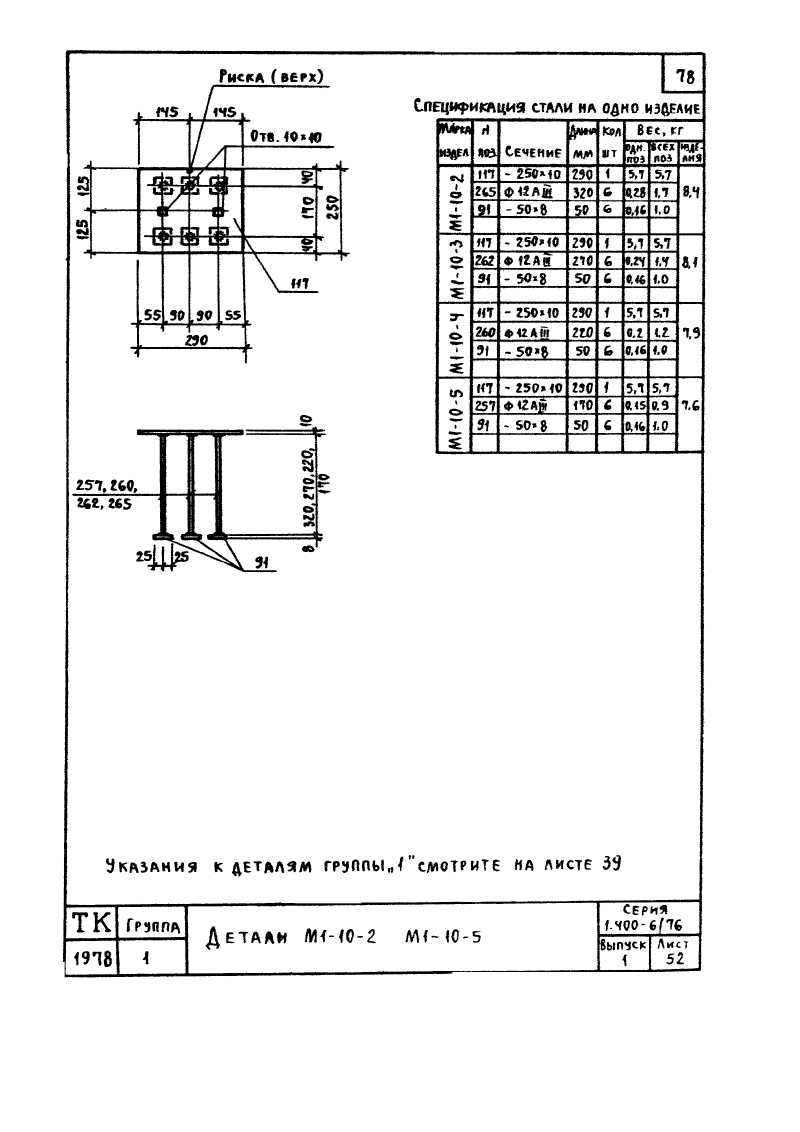 78
Риска (верх)
145 145
Отв. 10×10
125 125
40 170 40
250
117
55 90 90 55
290
10
257, 260,
262, 265
320, 270, 220,
170
8
25 25
91
Спецификация стали на одно изделие
Марка издел. N поз Сечение Длина мм Кол шт Вес, кг
одн. поз всех поз изделия
М1-10-2 117 - 250×10 290 1 5,7 5,7 8,4
265 Ф 12 АIII 320 6 0,28 1,7
91 - 50×8 50 6 0,16 1.0
М1-10-3 117 - 250×10 290 1 5,7 5,7 8,1
262 Ф 12 АIII 270 6 0,24 1,4
91 - 50×8 50 6 0,16 1.0
М1-10-4 117 - 250×10 290 1 5,7 5,7 7,9
260 Ф 12 АIII 220 6 0,2 1,2
91 - 50×8 50 6 0,16 1.0
М1-10-5 117 - 250×10 290 1 5,7 5,7 7.6
257 Ф 12 АIII 170 6 0,15 0,9
91 - 50×8 50 6 0,16 1.0
Указания к деталям группы „1" смотрите на листе 39
ТК Группа
1978 1
Детали М1-10-2 М1-10-5
Серия
1.400-6/76
Выпуск Лист
1 52